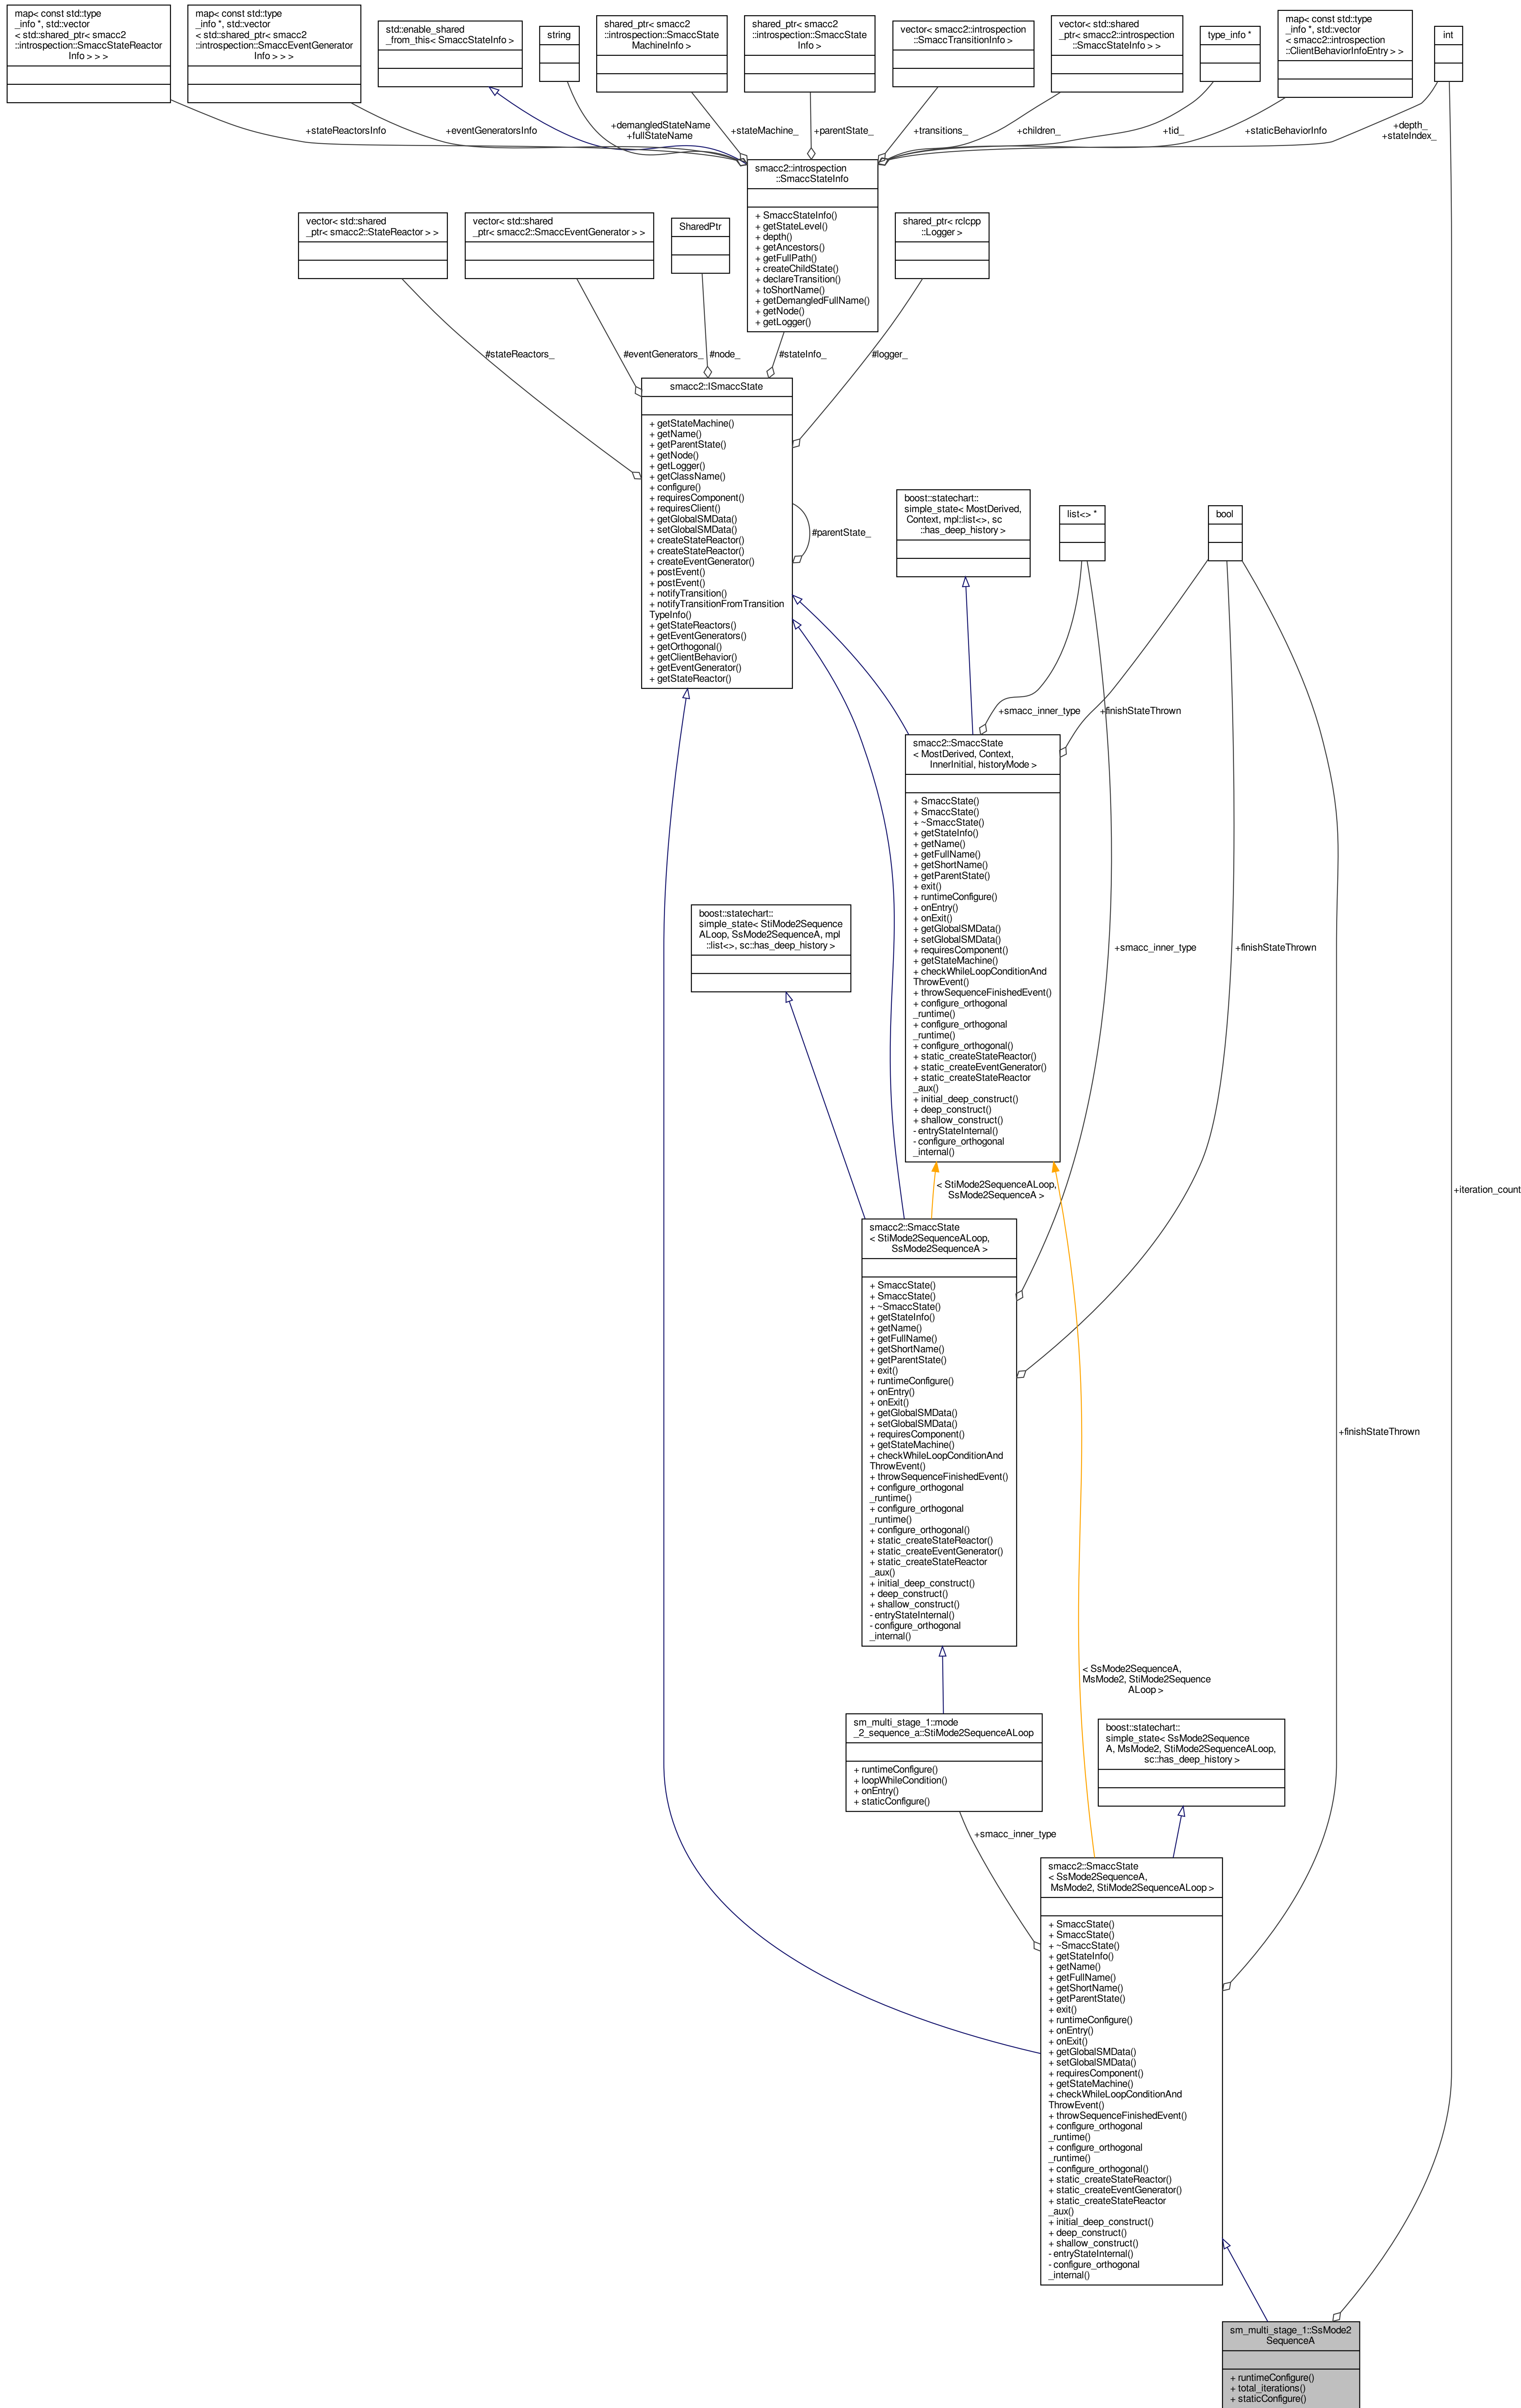 map< const std::type
_info *, std::vector
< std::shared_ptr< smacc2
::introspection::SmaccStateReactor
Info > > >
map< const std::type
_info *, std::vector
< std::shared_ptr< smacc2
::introspection::SmaccEventGenerator
Info > > >
std::enable_shared
_from_this< SmaccStateInfo >
string
shared_ptr< smacc2
::introspection::SmaccState
MachineInfo >
shared_ptr< smacc2
::introspection::SmaccState
Info >
vector< smacc2::introspection
::SmaccTransitionInfo >
vector< std::shared
_ptr< smacc2::introspection
::SmaccStateInfo > >
type_info *
map< const std::type
_info *, std::vector
< smacc2::introspection
::ClientBehaviorInfoEntry > >
int
+stateReactorsInfo
+eventGeneratorsInfo
+demangledStateName
+fullStateName
+stateMachine_
+parentState_
+transitions_
+children_
+tid_
+staticBehaviorInfo
+depth_
+stateIndex_
smacc2::introspection
::SmaccStateInfo
+ SmaccStateInfo()
+ getStateLevel()
+ depth()
+ getAncestors()
+ getFullPath()
+ createChildState()
+ declareTransition()
+ toShortName()
+ getDemangledFullName()
+ getNode()
+ getLogger()
vector< std::shared
_ptr< smacc2::StateReactor > >
vector< std::shared
_ptr< smacc2::SmaccEventGenerator > >
SharedPtr
shared_ptr< rclcpp
::Logger >
#stateReactors_
#eventGenerators_
#node_
#stateInfo_
#logger_
smacc2::ISmaccState
+ getStateMachine()
+ getName()
+ getParentState()
+ getNode()
+ getLogger()
+ getClassName()
+ configure()
+ requiresComponent()
+ requiresClient()
+ getGlobalSMData()
+ setGlobalSMData()
+ createStateReactor()
+ createStateReactor()
+ createEventGenerator()
+ postEvent()
+ postEvent()
+ notifyTransition()
+ notifyTransitionFromTransition
TypeInfo()
+ getStateReactors()
+ getEventGenerators()
+ getOrthogonal()
+ getClientBehavior()
+ getEventGenerator()
+ getStateReactor()
#parentState_
boost::statechart::
simple_state< MostDerived,
Context, mpl::list<>, sc
::has_deep_history >
list<> *
bool
+smacc_inner_type
+finishStateThrown
smacc2::SmaccState
< MostDerived, Context,
InnerInitial, historyMode >
+ SmaccState()
+ SmaccState()
+ ~SmaccState()
+ getStateInfo()
+ getName()
+ getFullName()
+ getShortName()
+ getParentState()
+ exit()
+ runtimeConfigure()
+ onEntry()
+ onExit()
+ getGlobalSMData()
+ setGlobalSMData()
+ requiresComponent()
+ getStateMachine()
+ checkWhileLoopConditionAnd
ThrowEvent()
+ throwSequenceFinishedEvent()
+ configure_orthogonal
_runtime()
+ configure_orthogonal
_runtime()
+ configure_orthogonal()
+ static_createStateReactor()
+ static_createEventGenerator()
+ static_createStateReactor
_aux()
+ initial_deep_construct()
+ deep_construct()
+ shallow_construct()
- entryStateInternal()
- configure_orthogonal
_internal()
boost::statechart::
simple_state< StiMode2Sequence
ALoop, SsMode2SequenceA, mpl
::list<>, sc::has_deep_history >
+smacc_inner_type
+finishStateThrown
< StiMode2SequenceALoop,
SsMode2SequenceA >
+iteration_count
smacc2::SmaccState
< StiMode2SequenceALoop,
SsMode2SequenceA >
+ SmaccState()
+ SmaccState()
+ ~SmaccState()
+ getStateInfo()
+ getName()
+ getFullName()
+ getShortName()
+ getParentState()
+ exit()
+ runtimeConfigure()
+ onEntry()
+ onExit()
+ getGlobalSMData()
+ setGlobalSMData()
+ requiresComponent()
+ getStateMachine()
+ checkWhileLoopConditionAnd
ThrowEvent()
+ throwSequenceFinishedEvent()
+ configure_orthogonal
_runtime()
+ configure_orthogonal
_runtime()
+ configure_orthogonal()
+ static_createStateReactor()
+ static_createEventGenerator()
+ static_createStateReactor
_aux()
+ initial_deep_construct()
+ deep_construct()
+ shallow_construct()
- entryStateInternal()
- configure_orthogonal
_internal()
+finishStateThrown
< SsMode2SequenceA,
MsMode2, StiMode2Sequence
ALoop >
sm_multi_stage_1::mode
_2_sequence_a::StiMode2SequenceALoop
+ runtimeConfigure()
+ loopWhileCondition()
+ onEntry()
+ staticConfigure()
boost::statechart::
simple_state< SsMode2Sequence
A, MsMode2, StiMode2SequenceALoop,
sc::has_deep_history >
+smacc_inner_type
smacc2::SmaccState
< SsMode2SequenceA,
MsMode2, StiMode2SequenceALoop >
+ SmaccState()
+ SmaccState()
+ ~SmaccState()
+ getStateInfo()
+ getName()
+ getFullName()
+ getShortName()
+ getParentState()
+ exit()
+ runtimeConfigure()
+ onEntry()
+ onExit()
+ getGlobalSMData()
+ setGlobalSMData()
+ requiresComponent()
+ getStateMachine()
+ checkWhileLoopConditionAnd
ThrowEvent()
+ throwSequenceFinishedEvent()
+ configure_orthogonal
_runtime()
+ configure_orthogonal
_runtime()
+ configure_orthogonal()
+ static_createStateReactor()
+ static_createEventGenerator()
+ static_createStateReactor
_aux()
+ initial_deep_construct()
+ deep_construct()
+ shallow_construct()
- entryStateInternal()
- configure_orthogonal
_internal()
sm_multi_stage_1::SsMode2
SequenceA
+ runtimeConfigure()
+ total_iterations()
+ staticConfigure()